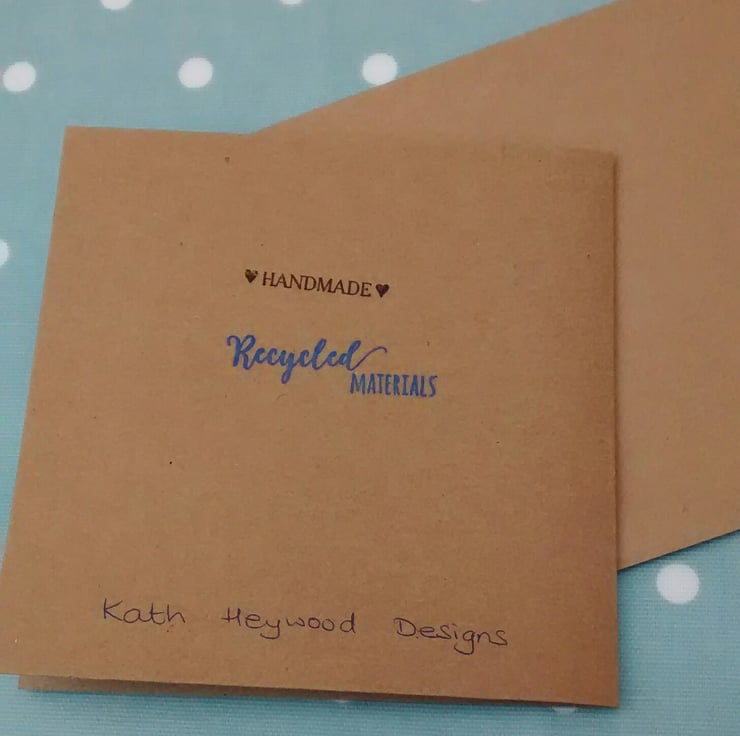 ♥ HANDMADE ♥
Recycled
MATERIALS
Kath Heywood Designs